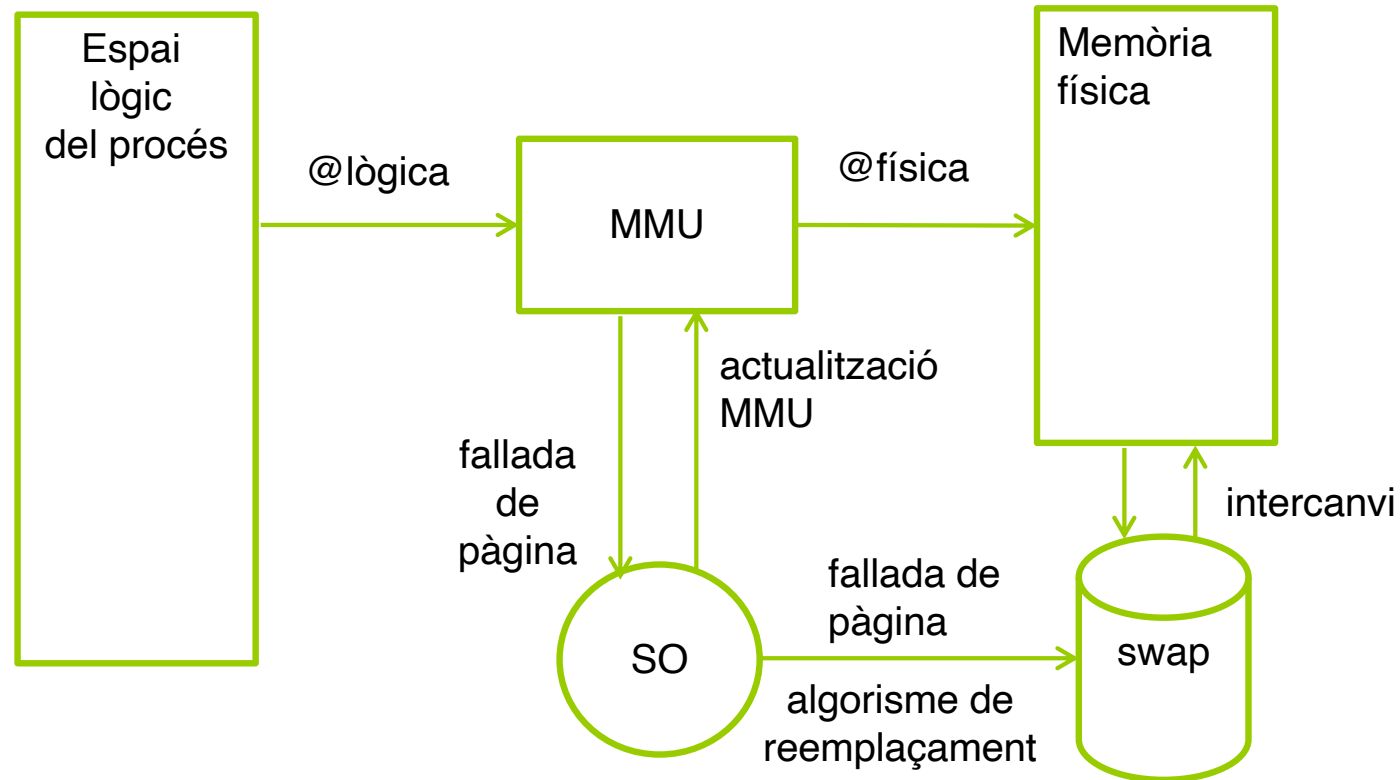 Espai
lògic
del procés
@lògica
MMU
@física
Memòria
física
fallada
de
pàgina
actualització
MMU
SO
fallada de
pàgina
algorisme de
reemplaçament
swap
intercanvi